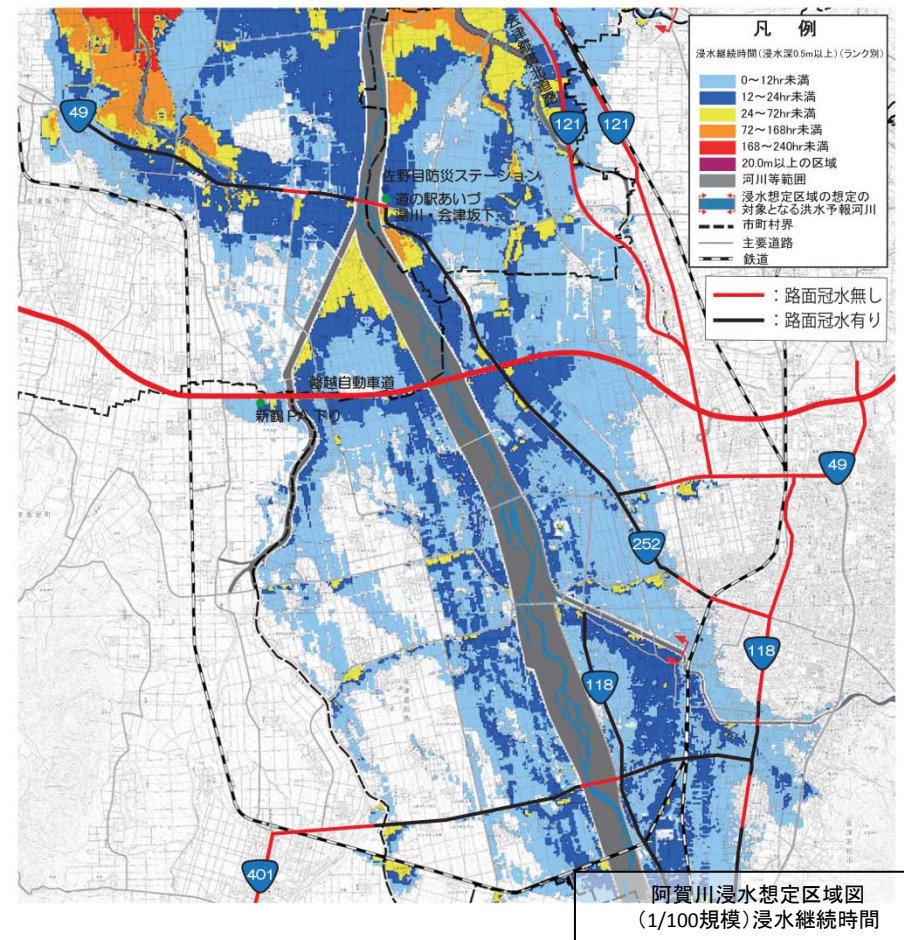 凡 例
浸水継続時間(浸水深0.5m以上)(ランク別)
0〜12hr未満
12〜24hr未満
24〜72hr未満
72〜168hr未満
168〜240hr未満
20.0m以上の区域
河川等範囲
浸水想定区域の想定の
対象となる洪水予報河川
市町村界
主要道路
鉄道
:路面冠水無し
:路面冠水有り
49
121
121
佐野目防災ステーション
道の駅あいづ
湯川・会津坂下
磐越自動車道
新鶴PA 下り
49
252
118
118
401
阿賀川浸水想定区域図
(1/100規模)浸水継続時間